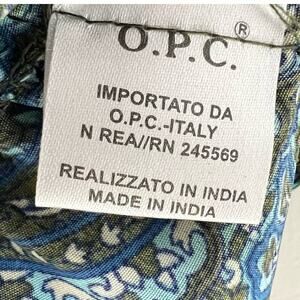 O.P.C.®
IMPORTATO DA
O.P.C.-ITALY
N REA//RN 245569
REALIZZATO IN INDIA
MADE IN INDIA